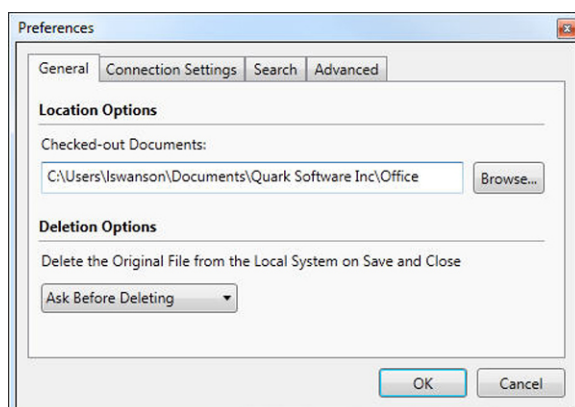 Preferences
General Connection Settings Search Advanced
Location Options
Checked-out Documents:
C:\Users\lswanson\Documents\Quark Software Inc\Office Browse...
Deletion Options
Delete the Original File from the Local System on Save and Close
Ask Before Deleting
OK Cancel